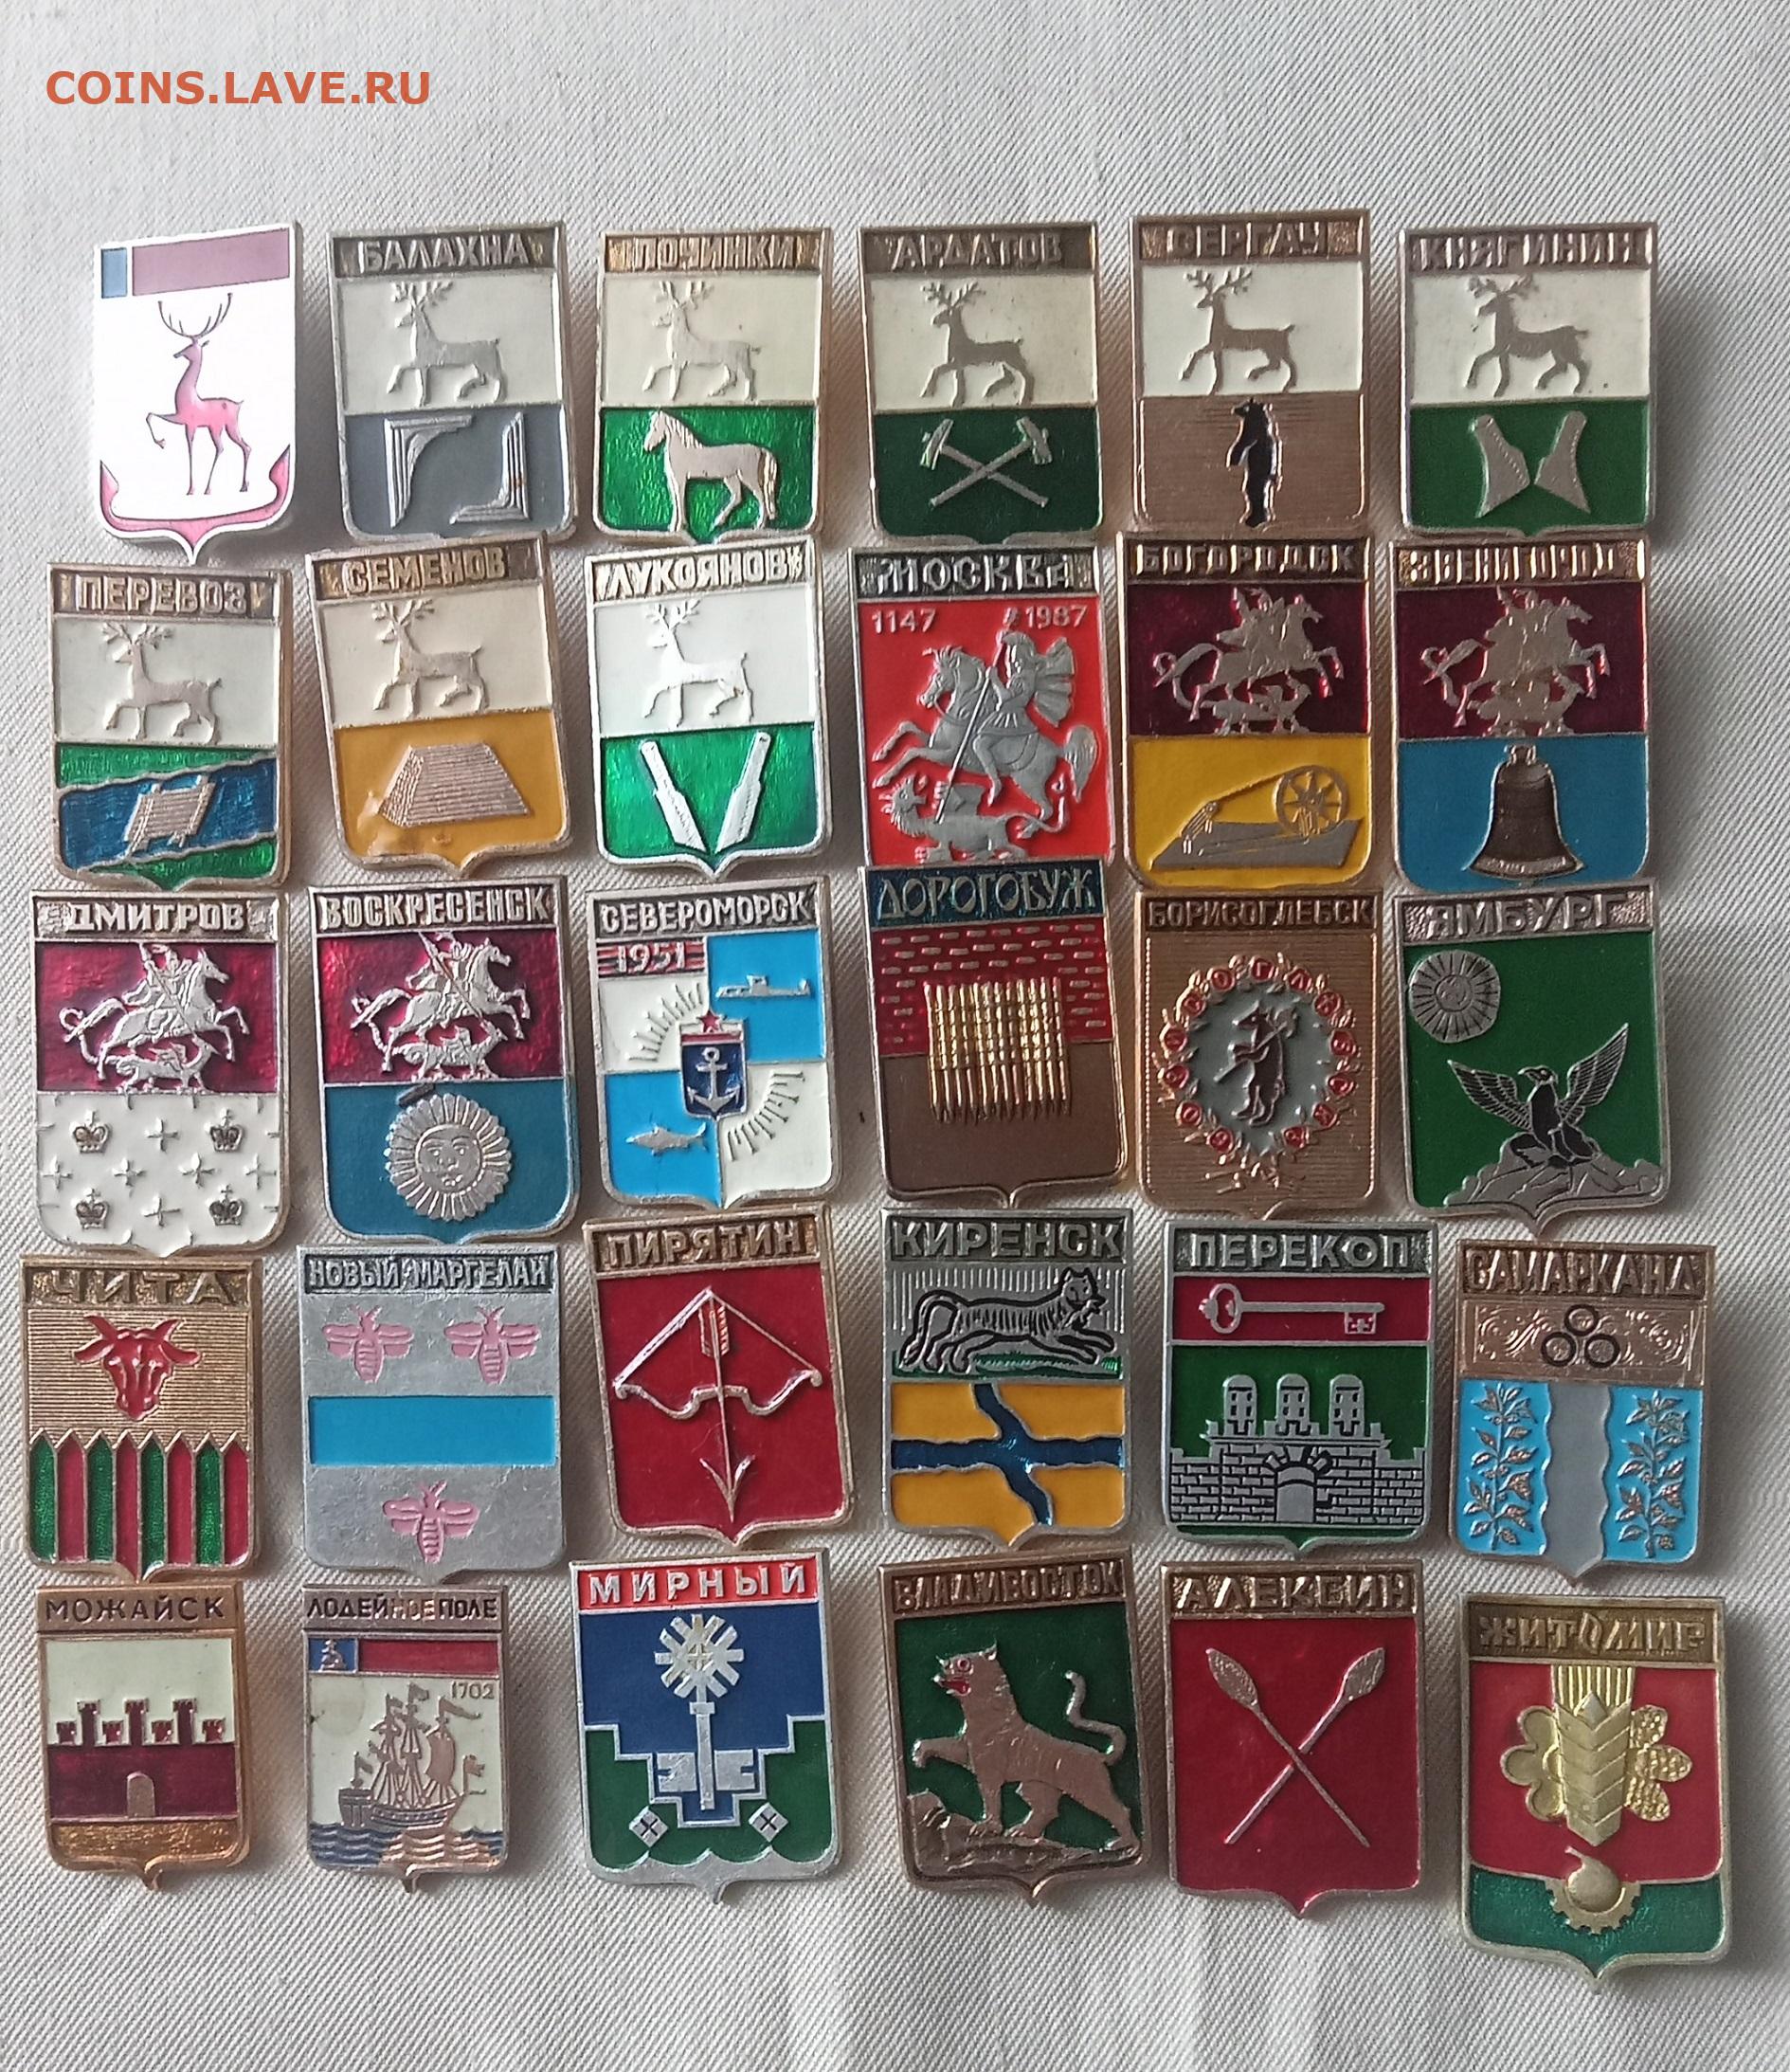 COINS.LAVE.RU
БАЛАХНА
ПОЧИНКИ
АРДАТОВ
СЕРГАЧ
КНЯГИНИН
ПЕРЕВОЗ
СЕМЕНОВ
ЛУКОЯНОВ
МОСКВА
1147 1987
БОГОРОДСК
ЗВЕНИГОРОД
ДМИТРОВ
ВОСКРЕСЕНСК
СЕВЕРОМОРСК
1951
ДОРОГОБУЖ
БОРИСОГЛЕБСК
ЯМБУРГ
ЧИТА
НОВЫЙ-МАРГЕЛАН
ПИРЯТИН
КИРЕНСК
ПЕРЕКОП
САМАРКАНД
МОЖАЙСК
ЛОДЕЙНОЕ ПОЛЕ
1702
МИРНЫЙ
ВЛАДИВОСТОК
АЛЕКСИН
ЖИТОМИР